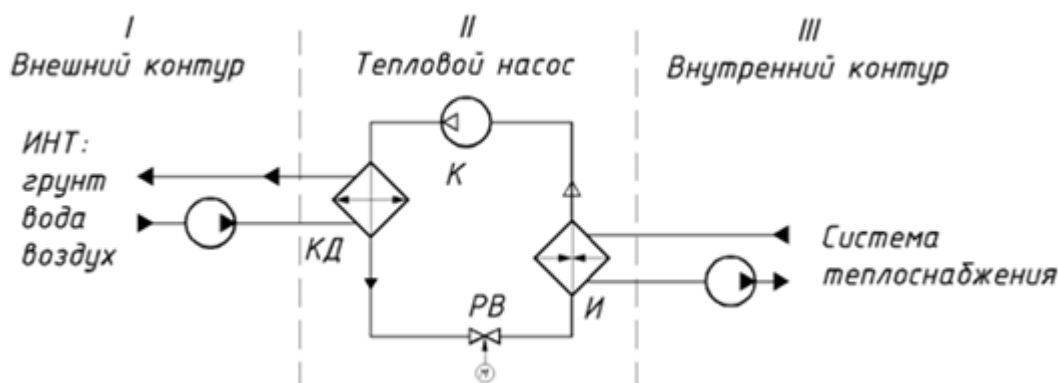 I
Внешний контур
II
Тепловой насос
III
Внутренний контур
ИНТ:
грунт
вода
воздух
К
КД
РВ
И
М
Система
теплоснабжения